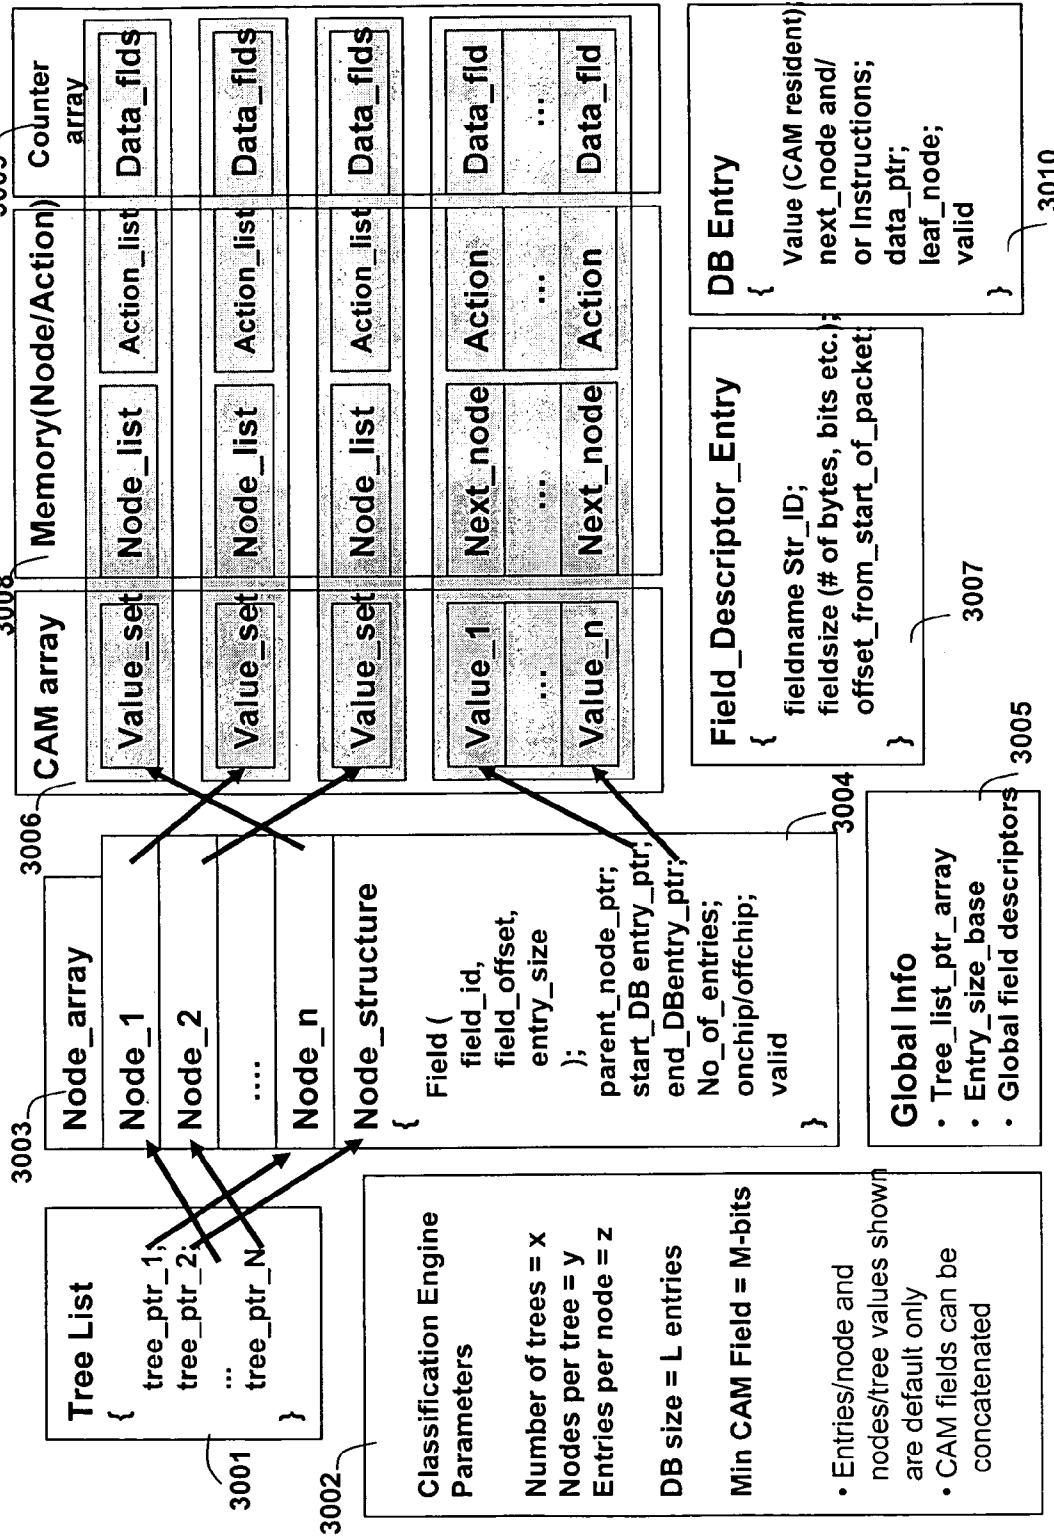 3001
Tree List
{
tree_ptr_1;
tree_ptr_2;
...
tree_ptr_N
}
3002
Classification Engine
Parameters
Number of trees = x
Nodes per tree = y
Entries per node = z
DB size = L entries
Min CAM Field = M-bits
• Entries/node and
nodes/tree values shown
are default only
• CAM fields can be
concatenated
3003
Node_array
Node_1
Node_2
....
Node_n
Node_structure
{
Field (
field_id,
field_offset,
entry_size
);
parent_node_ptr;
start_DB entry_ptr;
end_DBentry_ptr;
No_of_entries;
onchip/offchip;
valid
}
3004
Global Info
• Tree_list_ptr_array
• Entry_size_base
• Global field descriptors
3005
3006
CAM array
Value_set
Value_set
Value_set
Value_1
...
Value_n
3008
Memory(Node/Action)
Node_list Action_list
Node_list Action_list
Node_list Action_list
Next_node Action
... ...
Next_node Action
Counter
array
Data_flds
Data_flds
Data_flds
Data_fld
...
Data_fld
Field_Descriptor_Entry
{
fieldname Str_ID;
fieldsize (# of bytes, bits etc.);
offset_from_start_of_packet;
}
3007
DB Entry
{
Value (CAM resident);
next_node and/
or Instructions;
data_ptr;
leaf_node;
valid
}
3010